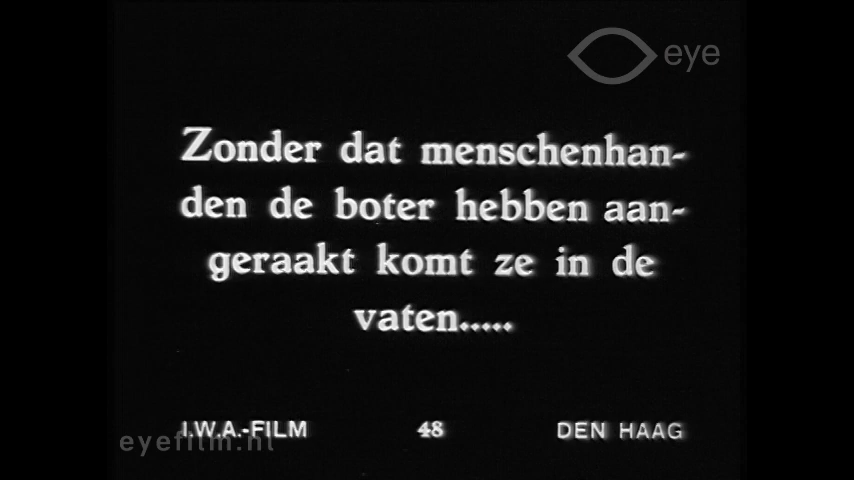 eye
Zonder dat menschenhan-
den de boter hebben aan-
geraakt komt ze in de
vaten.....
I.W.A.-FILM 48 DEN HAAG
eyefilm.nl